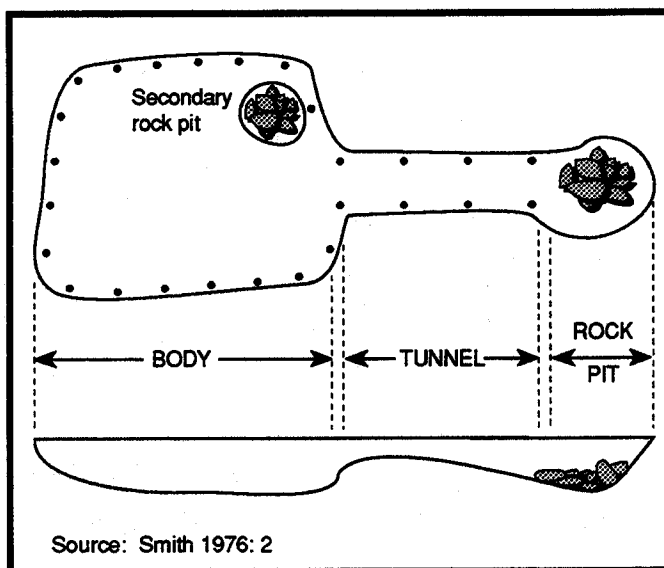 Secondary
rock pit
BODY
TUNNEL
ROCK
PIT
Source: Smith 1976: 2